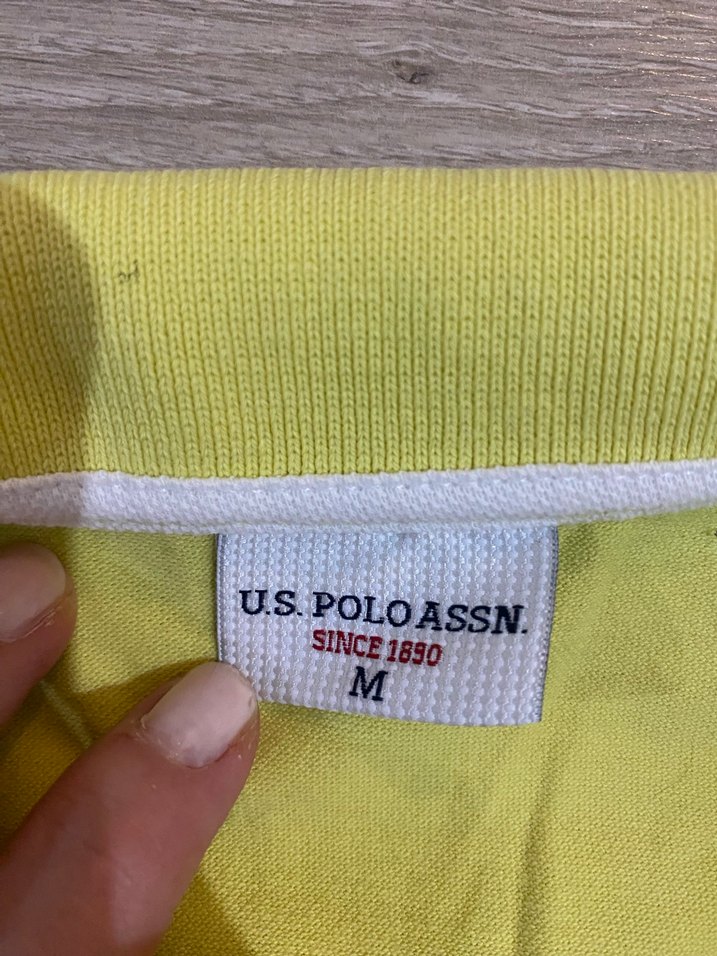 U.S. POLO ASSN.
SINCE 1890
M